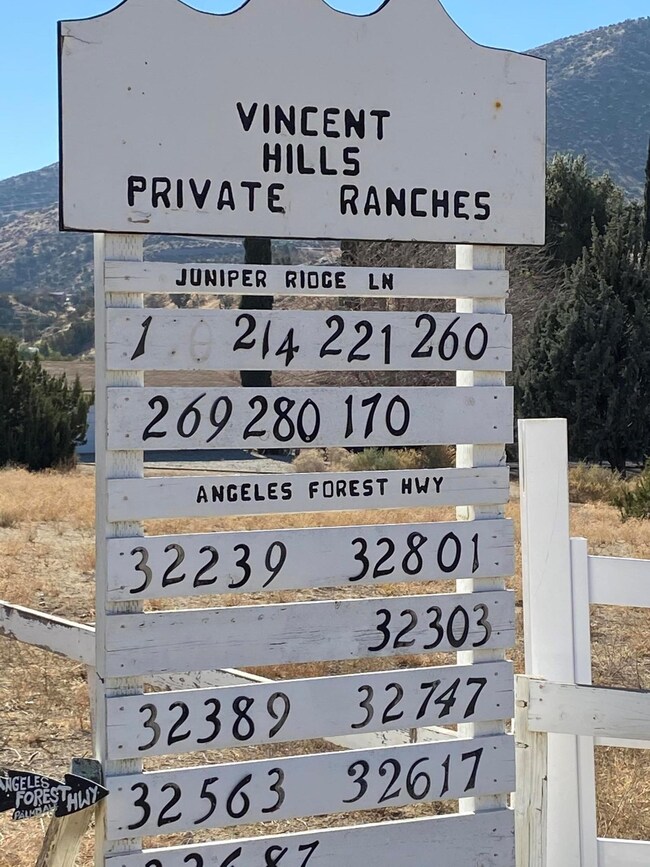 VINCENT
HILLS
PRIVATE RANCHES
JUNIPER RIDGE LN
1 0 214 221 260
269 280 170
ANGELES FOREST HWY
32239 32801
32303
32389 32747
32563 32617
ANGELES
FOREST HWY